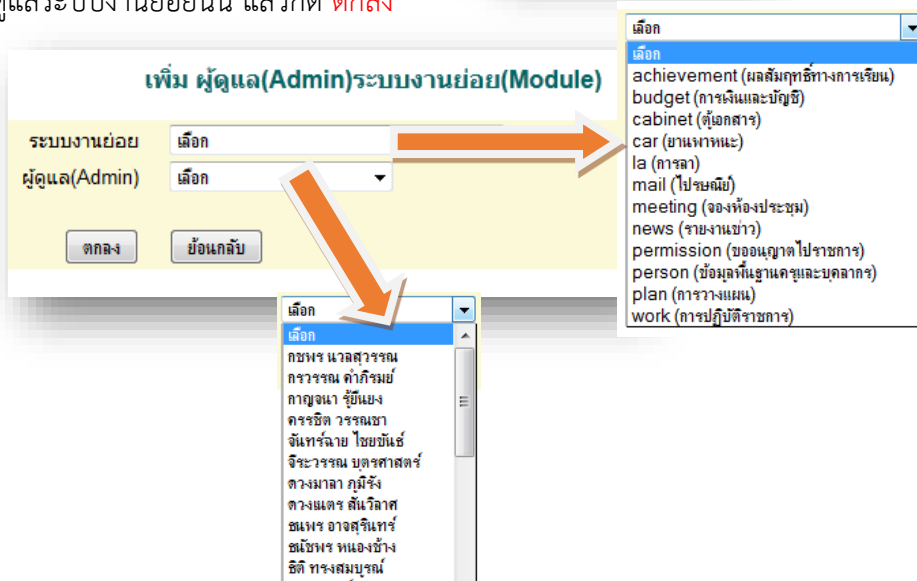 ดูแลระบบงานย่อยนั้น แล้วกด ตกลง
เพิ่ม ผู้ดูแล(Admin)ระบบงานย่อย(Module)
ระบบงานย่อย เลือก
ผู้ดูแล(Admin) เลือก
ตกลง ย้อนกลับ
เลือก
เลือก
achievement (ผลสัมฤทธิ์ทางการเรียน)
budget (การเงินและบัญชี)
cabinet (ตู้เอกสาร)
car (ยานพาหนะ)
la (การลา)
mail (ไปรษณีย์)
meeting (จองห้องประชุม)
news (รายงานข่าว)
permission (ขออนุญาตไปราชการ)
person (ข้อมูลพื้นฐานครูและบุคลากร)
plan (การวางแผน)
work (การปฏิบัติราชการ)
เลือก
เลือก
กชพร แวลสุวรรณ
กรวรรณ คำภิรมย์
กาญจนา รู้ยืนยง
ครรชิต วรรณชา
จันทร์ฉาย ไชยขันธ์
จิระวรรณ บุตรศาสตร์
ดวงมาลา ภูมิรัง
ดวงเนตร สันวิลาศ
ชนพร อาจสุรินทร์
ธนัชพร หนองช้าง
ธิติ ทรงสมบูรณ์